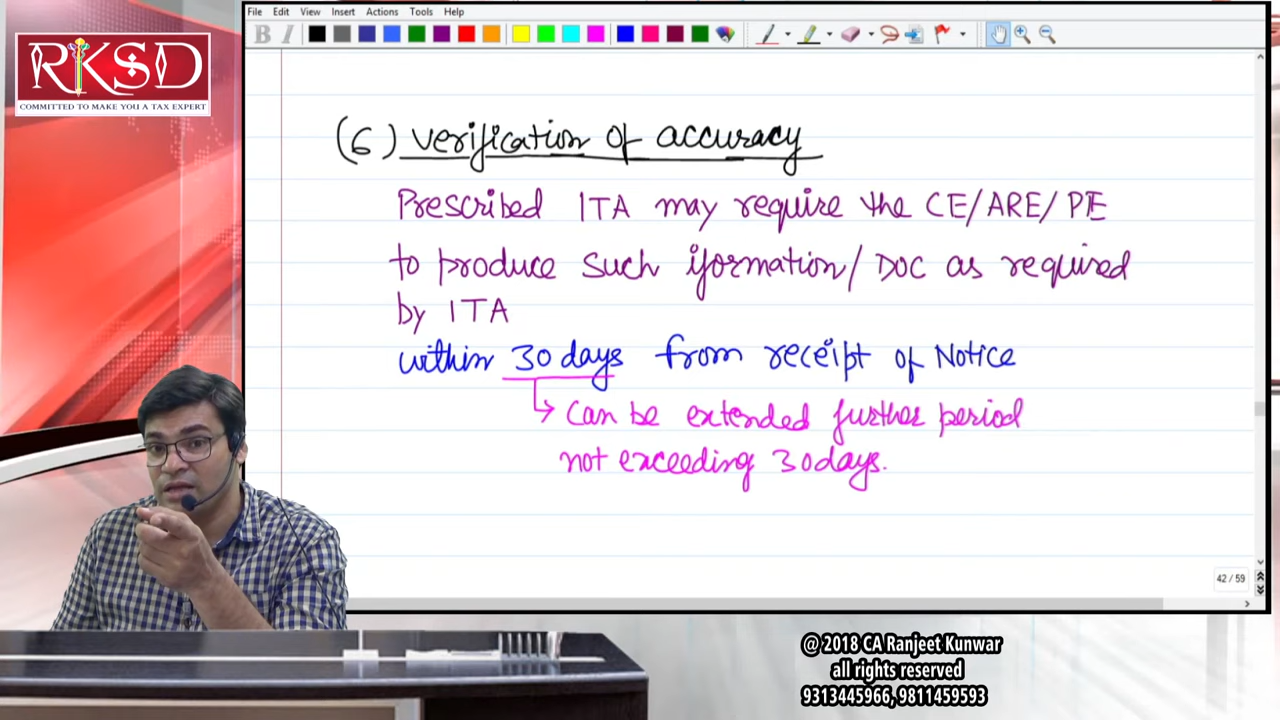 File Edit View Insert Actions Tools Help
B I
RKSD
COMMITTED TO MAKE YOU A TAX EXPERT
(6) Verification of accuracy
Prescribed ITA may require the CE/ARE/PE
to produce such iformation/DOC as required
by ITA
within 30 days from receipt of Notice
can be extended further period
not exceeding 30days.
42 / 59
@ 2018 CA Ranjeet Kunwar
all rights reserved
9313445966, 9811459593